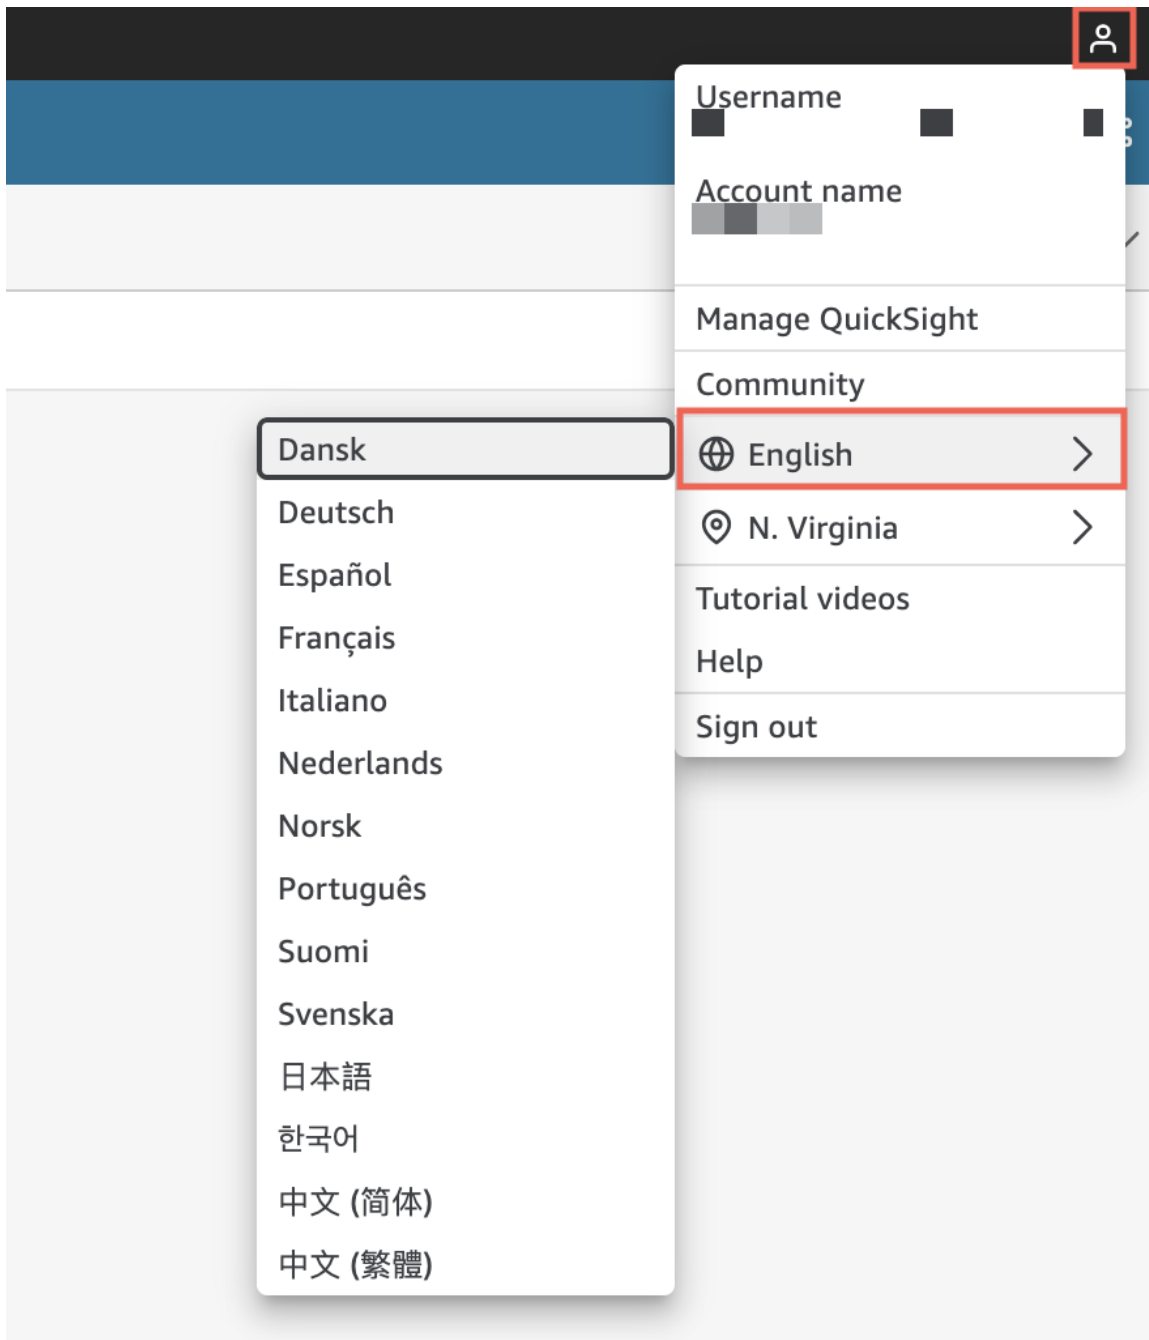 Username
Account name
Manage QuickSight
Community
English
N. Virginia
Tutorial videos
Help
Sign out
Dansk
Deutsch
Español
Français
Italiano
Nederlands
Norsk
Português
Suomi
Svenska
日本語
한국어
中文 (简体)
中文 (繁體)